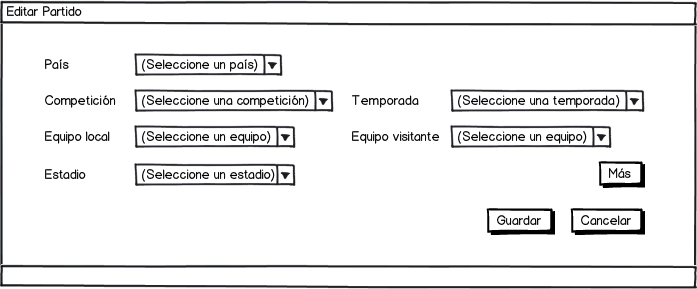 Editar Partido
País (Seleccione un país)
Competición (Seleccione una competición) Temporada (Seleccione una temporada)
Equipo local (Seleccione un equipo) Equipo visitante (Seleccione un equipo)
Estadio (Seleccione un estadio) Más
Guardar Cancelar